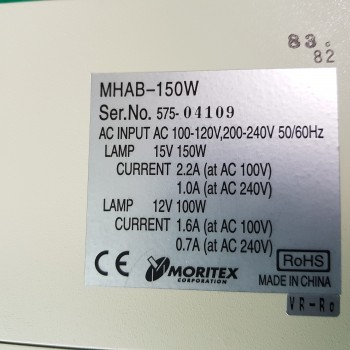 83.
82
MHAB-150W
Ser.No. 575-04109
AC INPUT AC 100-120V,200-240V 50/60Hz
LAMP 15V 150W
CURRENT 2.2A (at AC 100V)
1.0A (at AC 240V)
LAMP 12V 100W
CURRENT 1.6A (at AC 100V)
0.7A (at AC 240V)
CE MORITEX CORPORATION RoHS
MADE IN CHINA
VR-Ro